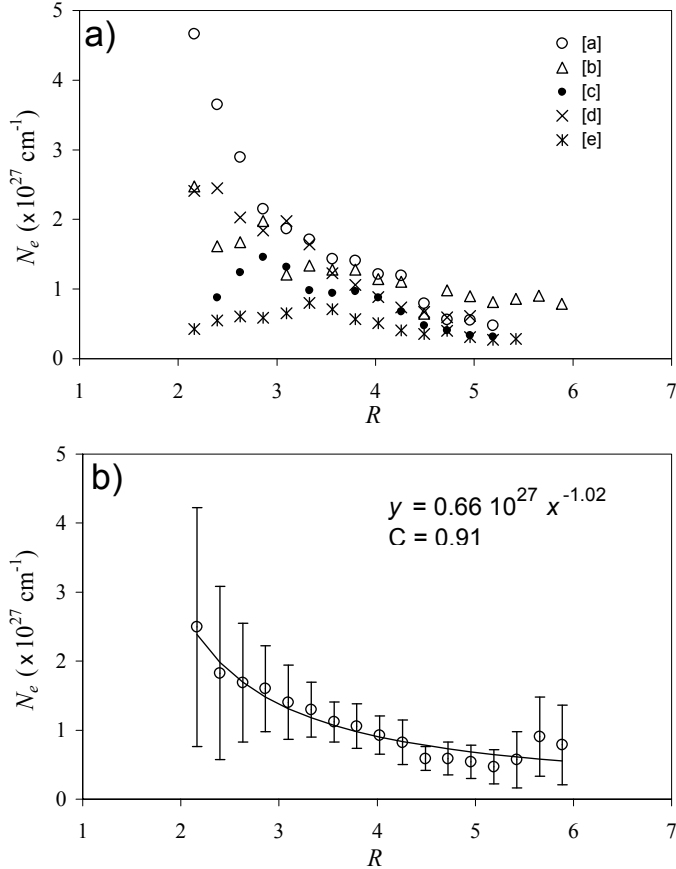 a)
5
4
3
2
1
0
N_e (x10^27 cm^-1)
[a]
[b]
[c]
[d]
[e]
1 2 3 4 5 6 7
R
b)
5
4
3
2
1
0
N_e (x10^27 cm^-1)
y = 0.66 10^27 x^-1.02
C = 0.91
1 2 3 4 5 6 7
R